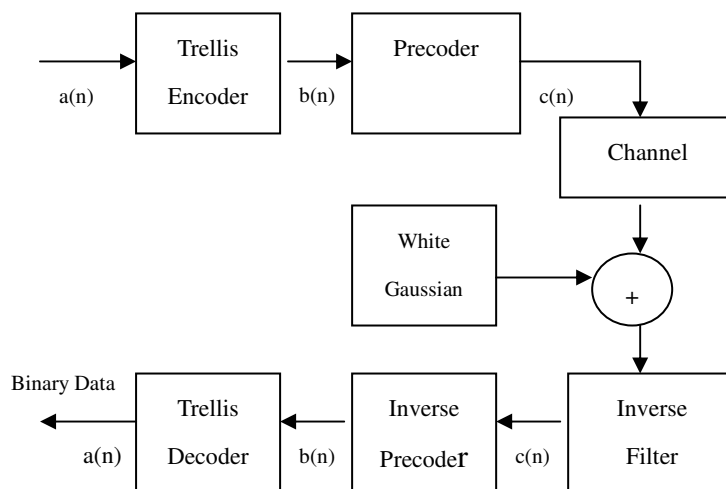 Trellis
Encoder
Precoder
a(n)
b(n)
c(n)
Channel
White
Gaussian
+
Binary Data
Trellis
Decoder
Inverse
Precoder
Inverse
Filter
a(n)
b(n)
c(n)